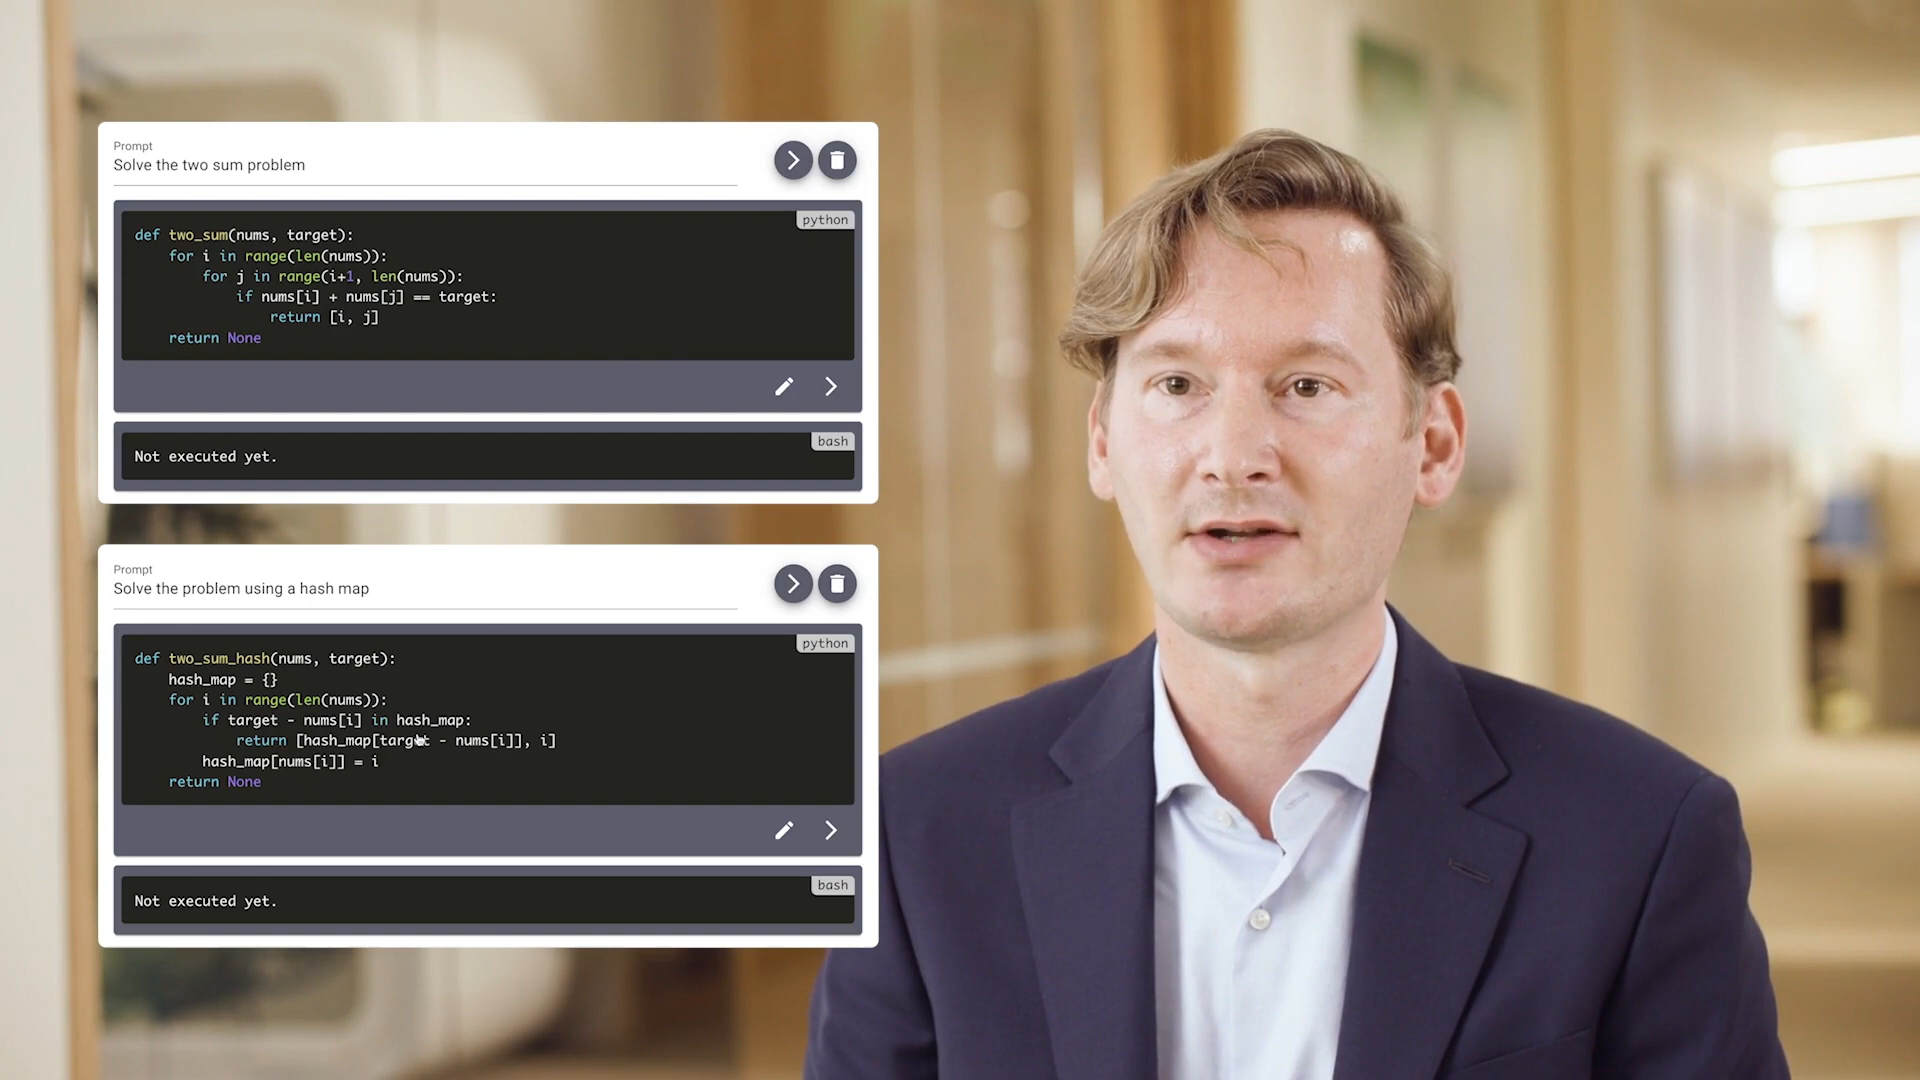 Prompt
Solve the two sum problem
python
def two_sum(nums, target):
    for i in range(len(nums)):
        for j in range(i+1, len(nums)):
            if nums[i] + nums[j] == target:
                return [i, j]
    return None
bash
Not executed yet.
Prompt
Solve the problem using a hash map
python
def two_sum_hash(nums, target):
    hash_map = {}
    for i in range(len(nums)):
        if target - nums[i] in hash_map:
            return [hash_map[target - nums[i]], i]
        hash_map[nums[i]] = i
    return None
bash
Not executed yet.